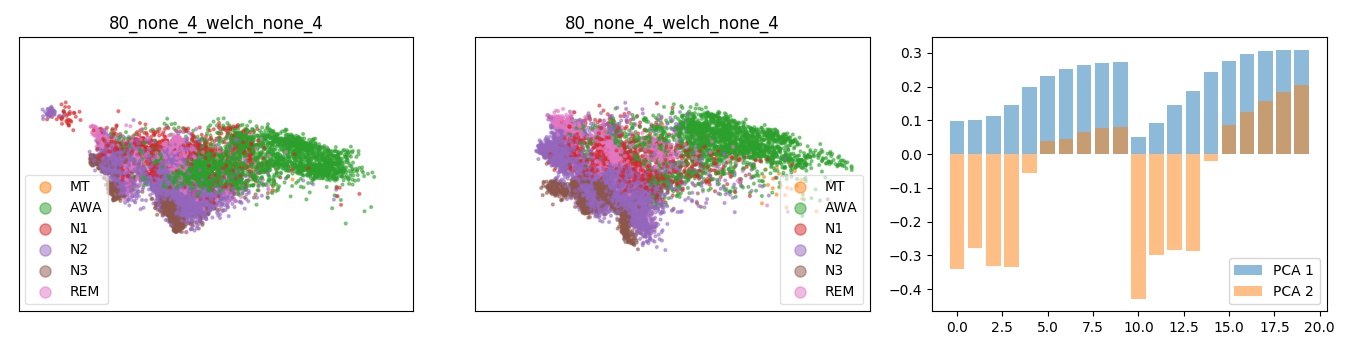 80_none_4_welch_none_4
MT
AWA
N1
N2
N3
REM
80_none_4_welch_none_4
MT
AWA
N1
N2
N3
REM
0.3
0.2
0.1
0.0
−0.1
−0.2
−0.3
−0.4
PCA 1
PCA 2
0.0 2.5 5.0 7.5 10.0 12.5 15.0 17.5 20.0